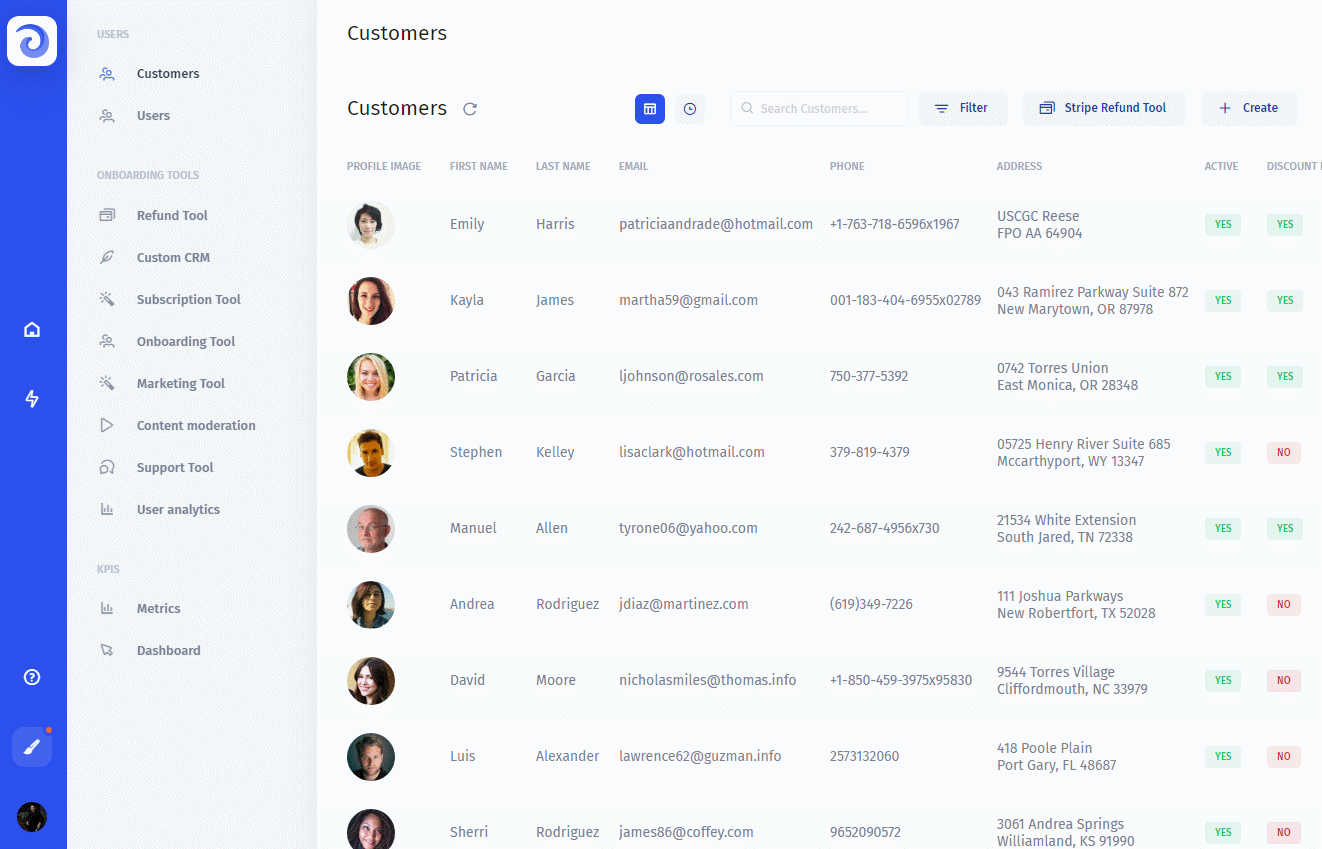 USERS
Customers
Users
ONBOARDING TOOLS
Refund Tool
Custom CRM
Subscription Tool
Onboarding Tool
Marketing Tool
Content moderation
Support Tool
User analytics
KPIS
Metrics
Dashboard
Customers
Customers
Search Customers...
Filter
Stripe Refund Tool
Create
PROFILE IMAGE FIRST NAME LAST NAME EMAIL PHONE ADDRESS ACTIVE DISCOUNT
Emily Harris patriciaandrade@hotmail.com +1-763-718-6596x1967 USCGC Reese YES YES
FPO AA 64904
Kayla James martha59@gmail.com 001-183-404-6955x02789 043 Ramirez Parkway Suite 872 YES YES
New Marytown, OR 87978
Patricia Garcia ljohnson@rosales.com 750-377-5392 0742 Torres Union YES YES
East Monica, OR 28348
Stephen Kelley lisaclark@hotmail.com 379-819-4379 05725 Henry River Suite 685 YES NO
Mccarthyport, WY 13347
Manuel Allen tyrone06@yahoo.com 242-687-4956x730 21534 White Extension YES YES
South Jared, TN 72338
Andrea Rodriguez jdiaz@martinez.com (619)349-7226 111 Joshua Parkways YES NO
New Robertfort, TX 52028
David Moore nicholasmiles@thomas.info +1-850-459-3975x95830 9544 Torres Village YES NO
Cliffordmouth, NC 33979
Luis Alexander lawrence62@guzman.info 2573132060 418 Poole Plain YES NO
Port Gary, FL 48687
Sherri Rodriguez james86@coffey.com 9652090572 3061 Andrea Springs YES NO
Williamland, KS 91990